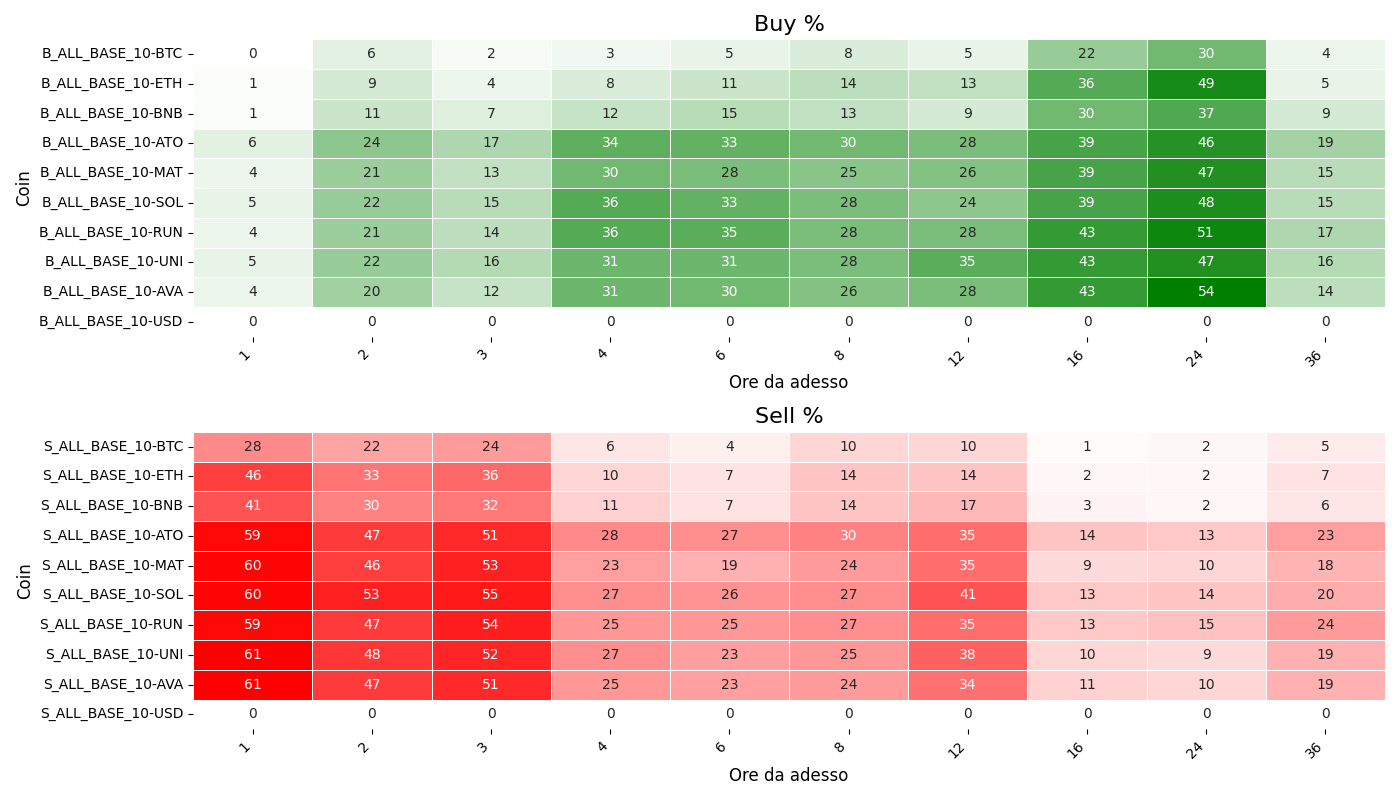 Buy %
Coin
B_ALL_BASE_10-BTC 0 6 2 3 5 8 5 22 30 4
B_ALL_BASE_10-ETH 1 9 4 8 11 14 13 36 49 5
B_ALL_BASE_10-BNB 1 11 7 12 15 13 9 30 37 9
B_ALL_BASE_10-ATO 6 24 17 34 33 30 28 39 46 19
B_ALL_BASE_10-MAT 4 21 13 30 28 25 26 39 47 15
B_ALL_BASE_10-SOL 5 22 15 36 33 28 24 39 48 15
B_ALL_BASE_10-RUN 4 21 14 36 35 28 28 43 51 17
B_ALL_BASE_10-UNI 5 22 16 31 31 28 35 43 47 16
B_ALL_BASE_10-AVA 4 20 12 31 30 26 28 43 54 14
B_ALL_BASE_10-USD 0 0 0 0 0 0 0 0 0 0
1 2 3 4 6 8 12 16 24 36
Ore da adesso
Sell %
Coin
S_ALL_BASE_10-BTC 28 22 24 6 4 10 10 1 2 5
S_ALL_BASE_10-ETH 46 33 36 10 7 14 14 2 2 7
S_ALL_BASE_10-BNB 41 30 32 11 7 14 17 3 2 6
S_ALL_BASE_10-ATO 59 47 51 28 27 30 35 14 13 23
S_ALL_BASE_10-MAT 60 46 53 23 19 24 35 9 10 18
S_ALL_BASE_10-SOL 60 53 55 27 26 27 41 13 14 20
S_ALL_BASE_10-RUN 59 47 54 25 25 27 35 13 15 24
S_ALL_BASE_10-UNI 61 48 52 27 23 25 38 10 9 19
S_ALL_BASE_10-AVA 61 47 51 25 23 24 34 11 10 19
S_ALL_BASE_10-USD 0 0 0 0 0 0 0 0 0 0
1 2 3 4 6 8 12 16 24 36
Ore da adesso